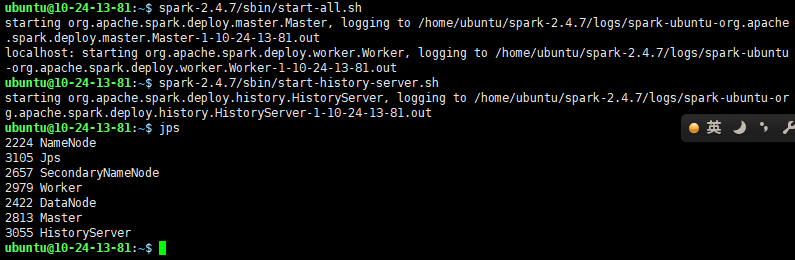 ubuntu@10-24-13-81:~$ spark-2.4.7/sbin/start-all.sh
starting org.apache.spark.deploy.master.Master, logging to /home/ubuntu/spark-2.4.7/logs/spark-ubuntu-org.apache
.spark.deploy.master.Master-1-10-24-13-81.out
localhost: starting org.apache.spark.deploy.worker.Worker, logging to /home/ubuntu/spark-2.4.7/logs/spark-ubuntu
-org.apache.spark.deploy.worker.Worker-1-10-24-13-81.out
ubuntu@10-24-13-81:~$ spark-2.4.7/sbin/start-history-server.sh
starting org.apache.spark.deploy.history.HistoryServer, logging to /home/ubuntu/spark-2.4.7/logs/spark-ubuntu-or
g.apache.spark.deploy.history.HistoryServer-1-10-24-13-81.out
ubuntu@10-24-13-81:~$ jps
英
2224 NameNode
3105 Jps
2657 SecondaryNameNode
2979 Worker
2422 DataNode
2813 Master
3055 HistoryServer
ubuntu@10-24-13-81:~$